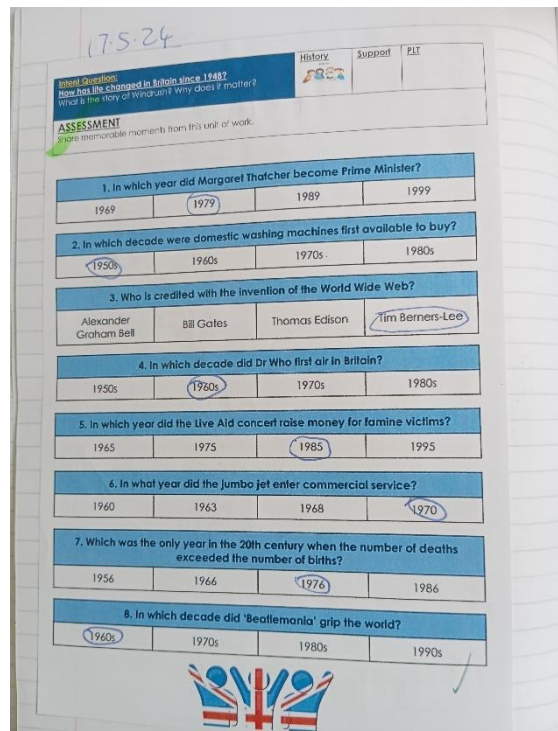 17.5.24
Intent Question:
How has life changed in Britain since 1948?
What is the story of Windrush? Why does it matter?
History
Support
PLT
ASSESSMENT
Share memorable moments from this unit of work.
1. In which year did Margaret Thatcher become Prime Minister?
1969 1979 1989 1999
2. In which decade were domestic washing machines first available to buy?
1950s 1960s 1970s 1980s
3. Who is credited with the invention of the World Wide Web?
Alexander Graham Bell Bill Gates Thomas Edison Tim Berners-Lee
4. In which decade did Dr Who first air in Britain?
1950s 1960s 1970s 1980s
5. In which year did the Live Aid concert raise money for famine victims?
1965 1975 1985 1995
6. In what year did the jumbo jet enter commercial service?
1960 1963 1968 1970
7. Which was the only year in the 20th century when the number of deaths
exceeded the number of births?
1956 1966 1976 1986
8. In which decade did 'Beatlemania' grip the world?
1960s 1970s 1980s 1990s